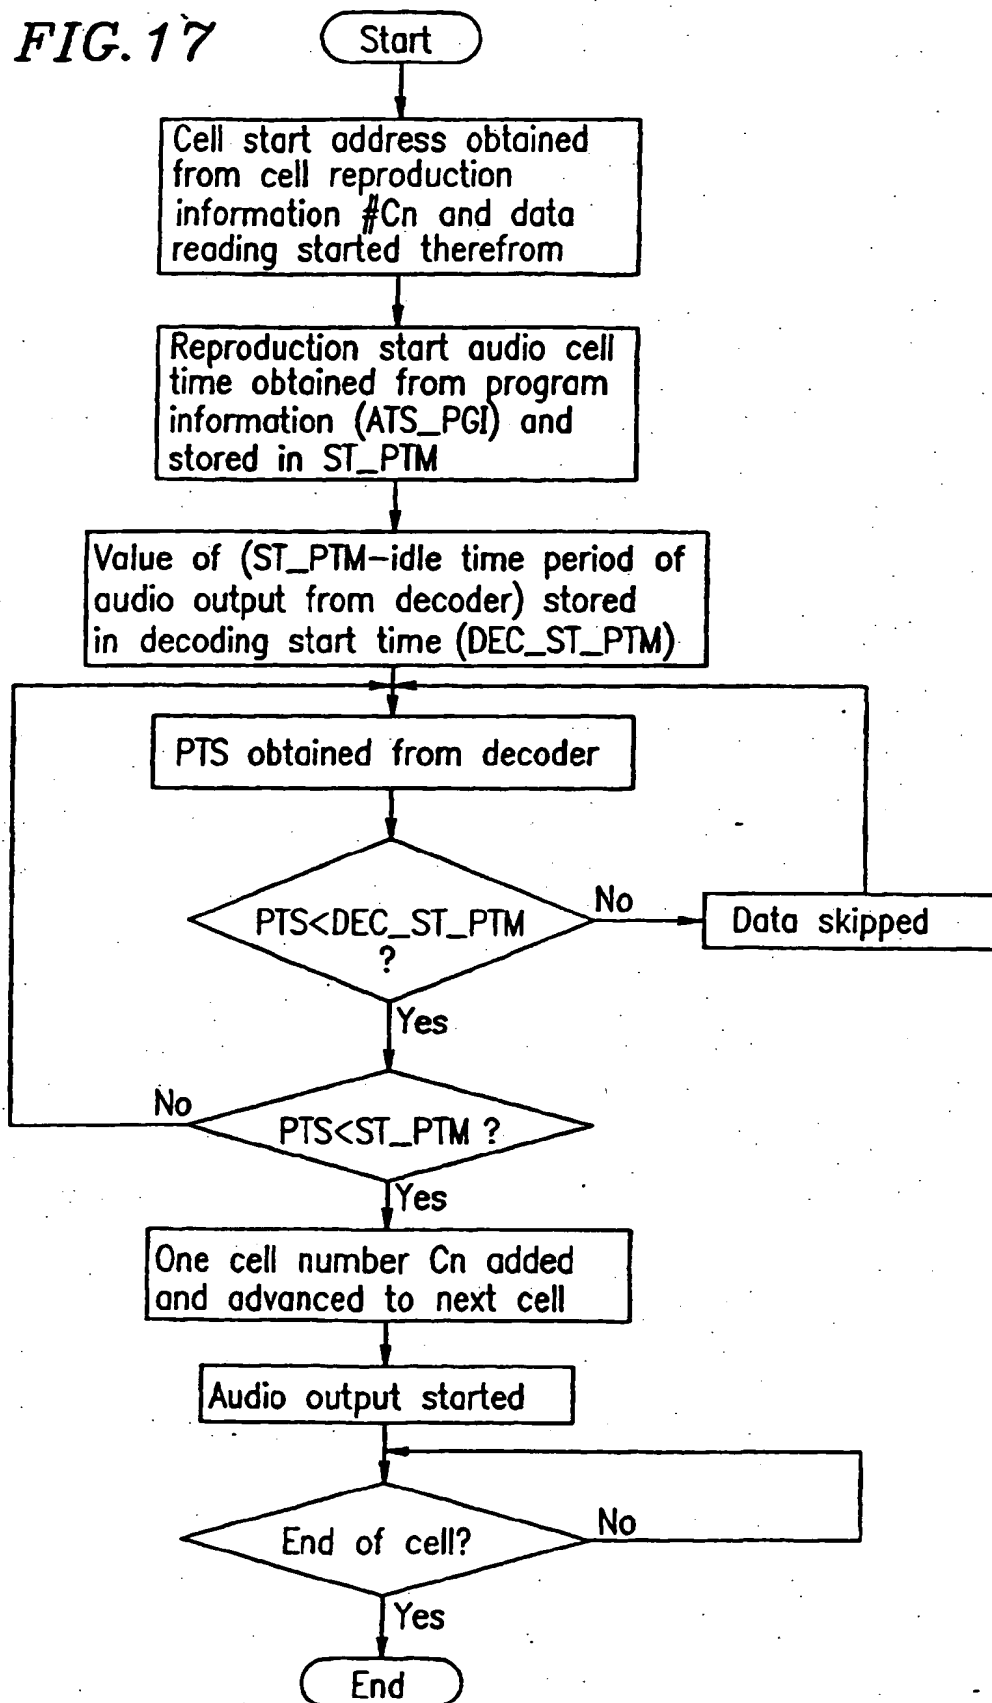 FIG. 17
Start
Cell start address obtained
from cell reproduction
information #Cn and data
reading started therefrom
Reproduction start audio cell
time obtained from program
information (ATS_PGI) and
stored in ST_PTM
Value of (ST_PTM-idle time period of
audio output from decoder) stored
in decoding start time (DEC_ST_PTM)
PTS obtained from decoder
PTS<DEC_ST_PTM
?
No
Data skipped
Yes
No
PTS<ST_PTM ?
Yes
One cell number Cn added
and advanced to next cell
Audio output started
End of cell?
No
Yes
End